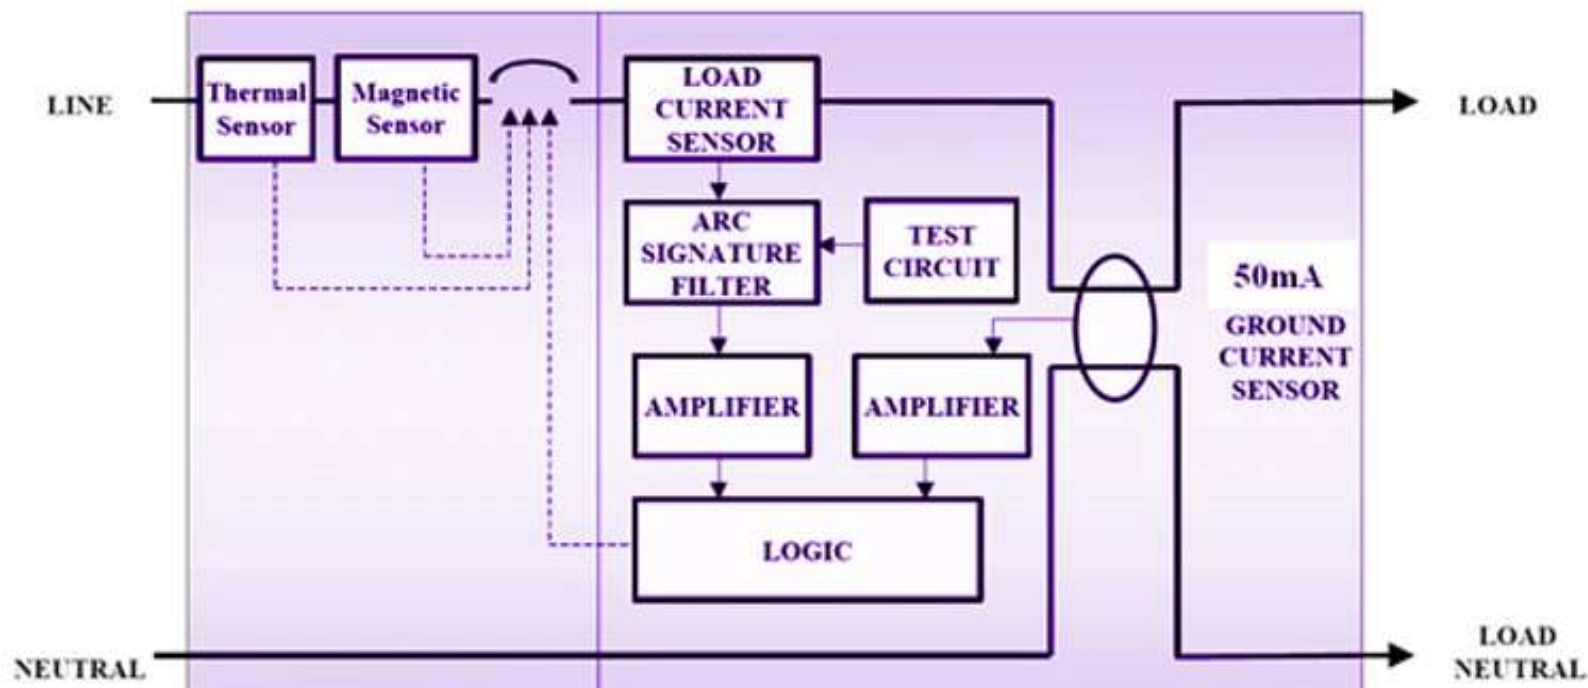 LINE
Thermal
Sensor
Magnetic
Sensor
LOAD
CURRENT
SENSOR
LOAD
ARC
SIGNATURE
FILTER
TEST
CIRCUIT
50mA
GROUND
CURRENT
SENSOR
AMPLIFIER
AMPLIFIER
LOGIC
NEUTRAL
LOAD
NEUTRAL